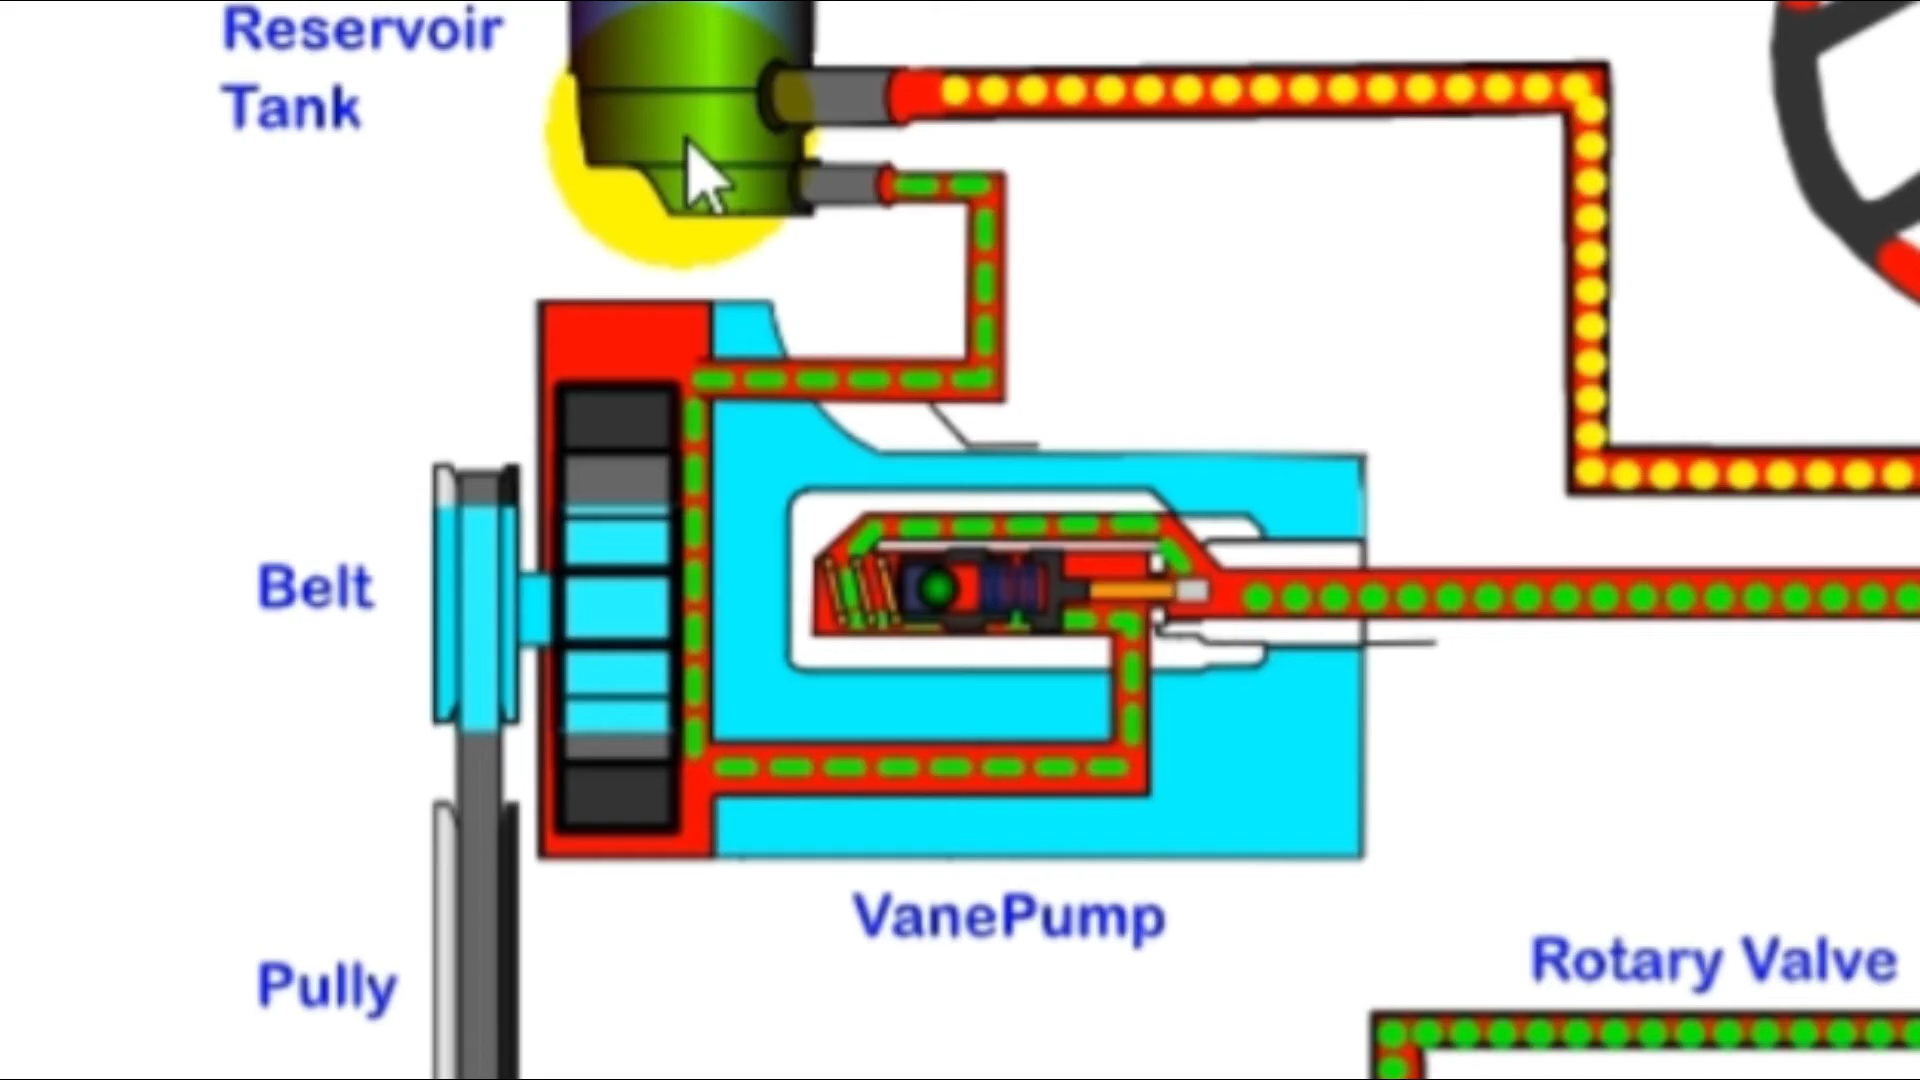 Reservoir
Tank
Belt
VanePump
Rotary Valve
Pully